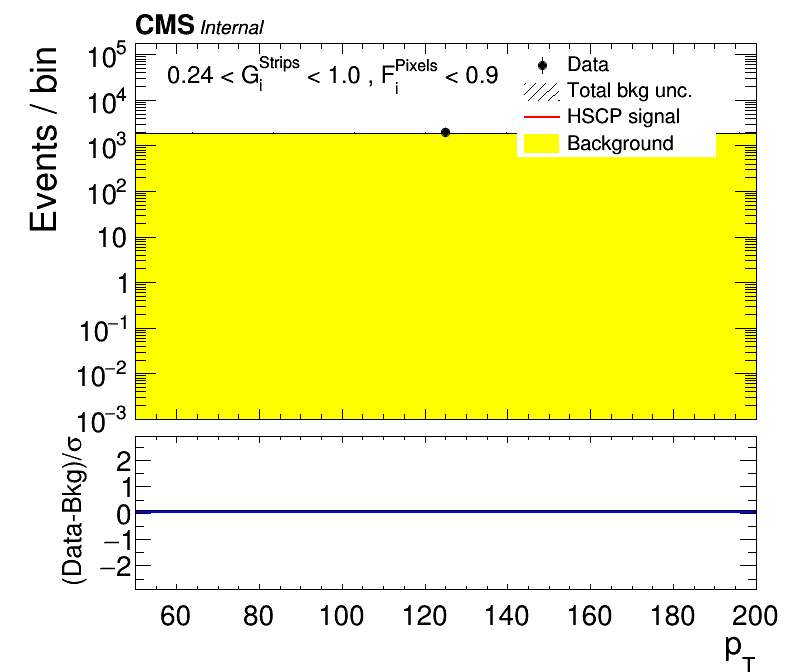 CMS Internal
0.24 < G_i^Strips < 1.0 , F_i^Pixels < 0.9
Data
Total bkg unc.
HSCP signal
Background
Events / bin
10^5
10^4
10^3
10^2
10
1
10^−1
10^−2
10^−3
(Data-Bkg)/σ
2
1
0
−1
−2
60 80 100 120 140 160 180 200
p_T